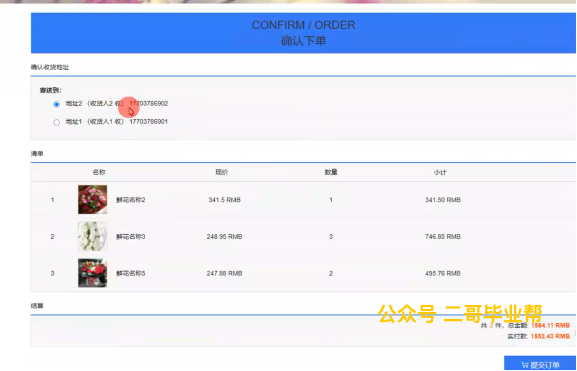 CONFIRM / ORDER
确认下单
确认收货地址
寄送到:
地址2 (收货人2 收) 17703786902
地址1 (收货人1 收) 17703786901
清单
名称 现价 数量 小计
1 鲜花名称2 341.5 RMB 1 341.50 RMB
2 鲜花名称3 248.95 RMB 3 746.85 RMB
3 鲜花名称5 247.88 RMB 2 495.76 RMB
结算
公众号 二哥毕业帮
共 3 件, 总金额: 1584.11 RMB
实付款: 1552.43 RMB
提交订单